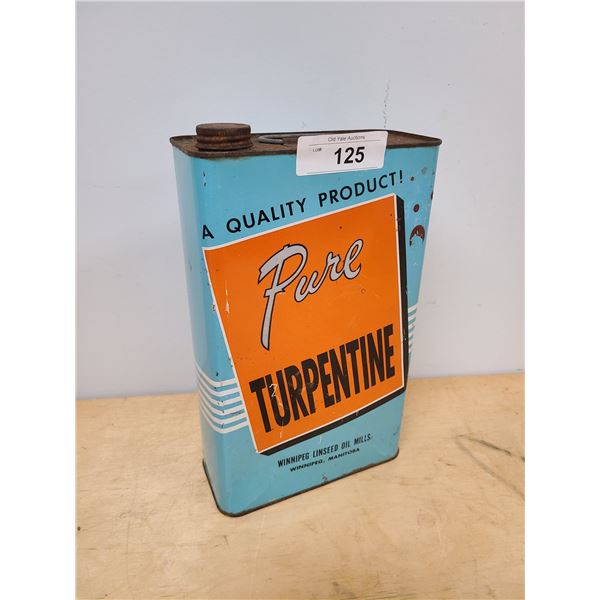 Old Yale Auctions
Lot#
125
A QUALITY PRODUCT!
Pure
TURPENTINE
WINNIPEG LINSEED OIL MILLS.
WINNIPEG, MANITOBA